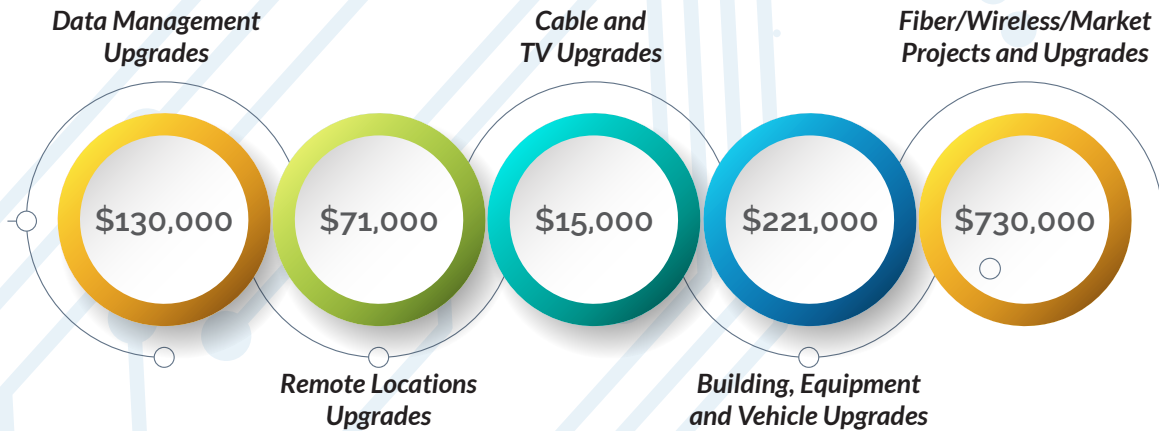 Data Management
Upgrades
Cable and
TV Upgrades
Fiber/Wireless/Market
Projects and Upgrades
$130,000
$71,000
$15,000
$221,000
$730,000
Remote Locations
Upgrades
Building, Equipment
and Vehicle Upgrades